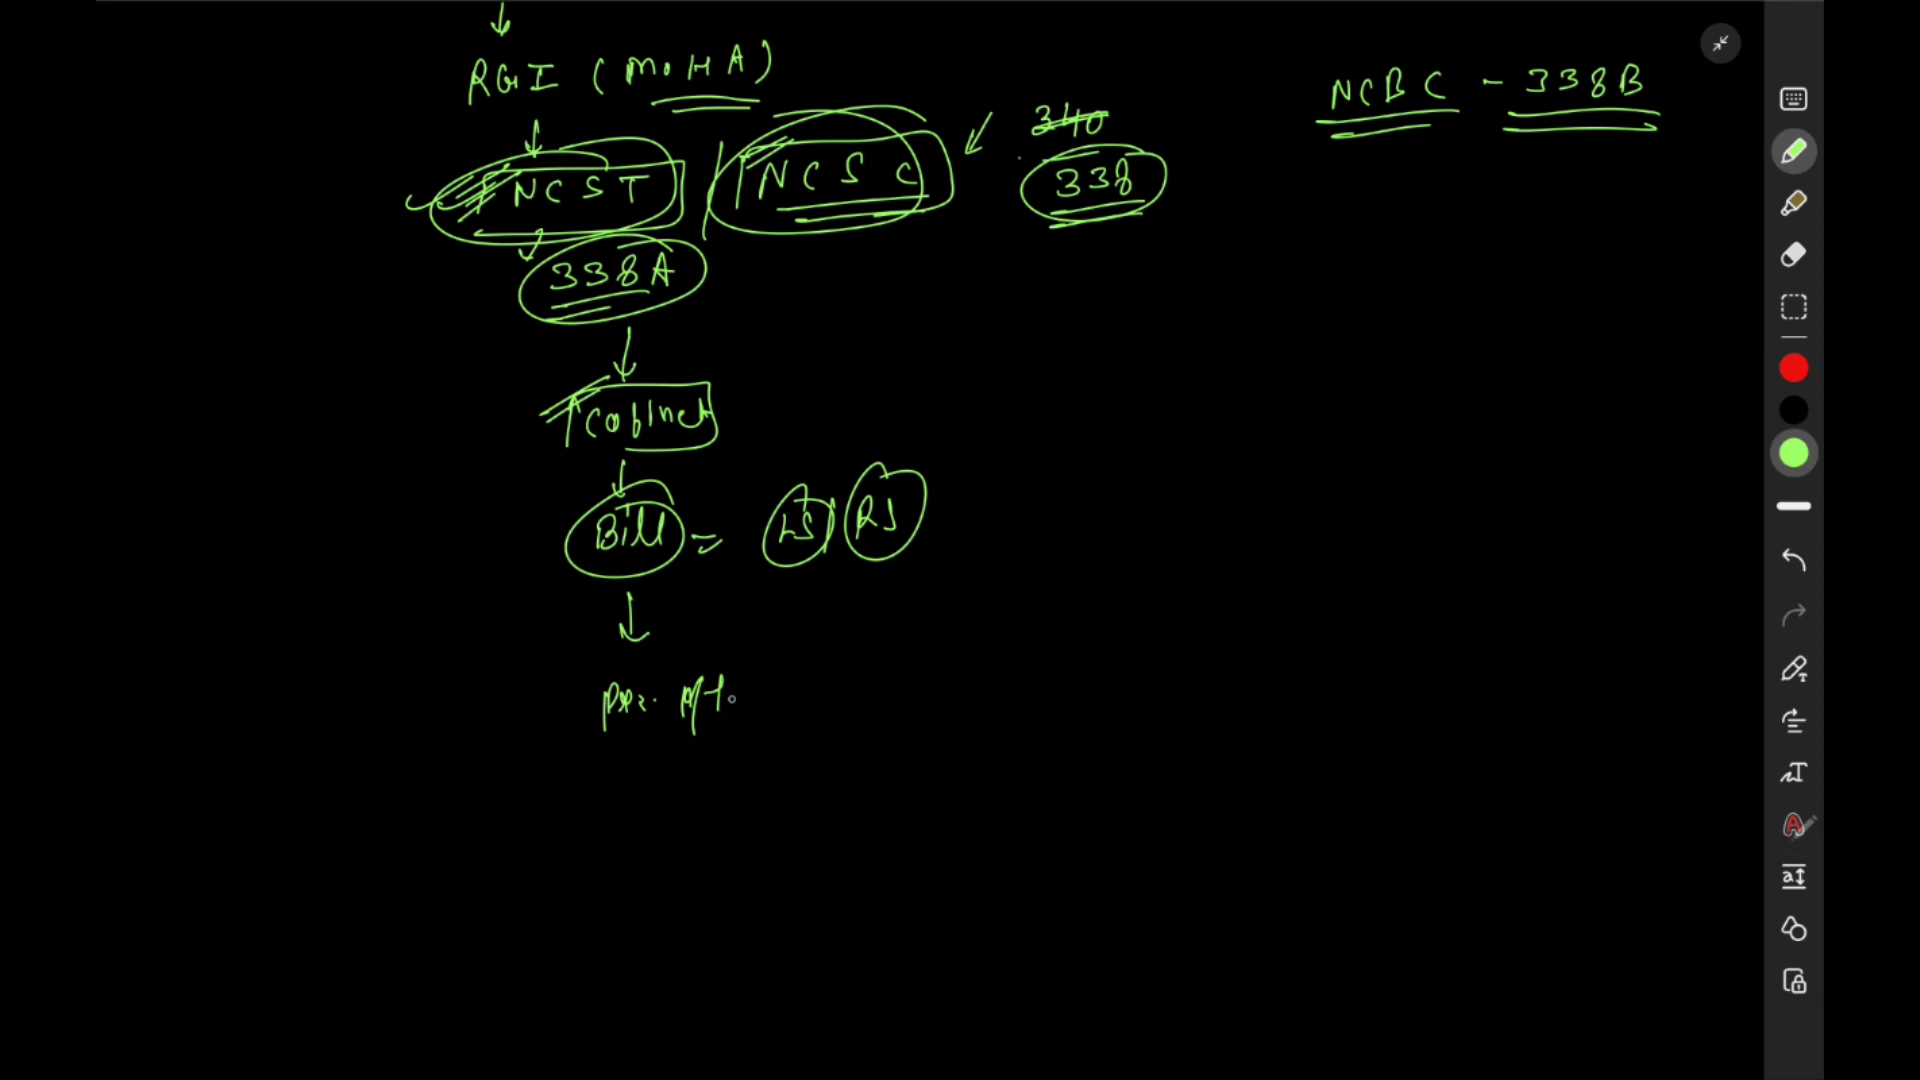 RGI (MOHA)
NCBC - 338B
340
NCST
NCSC
338
338A
Cabinet
Bill = LS RS